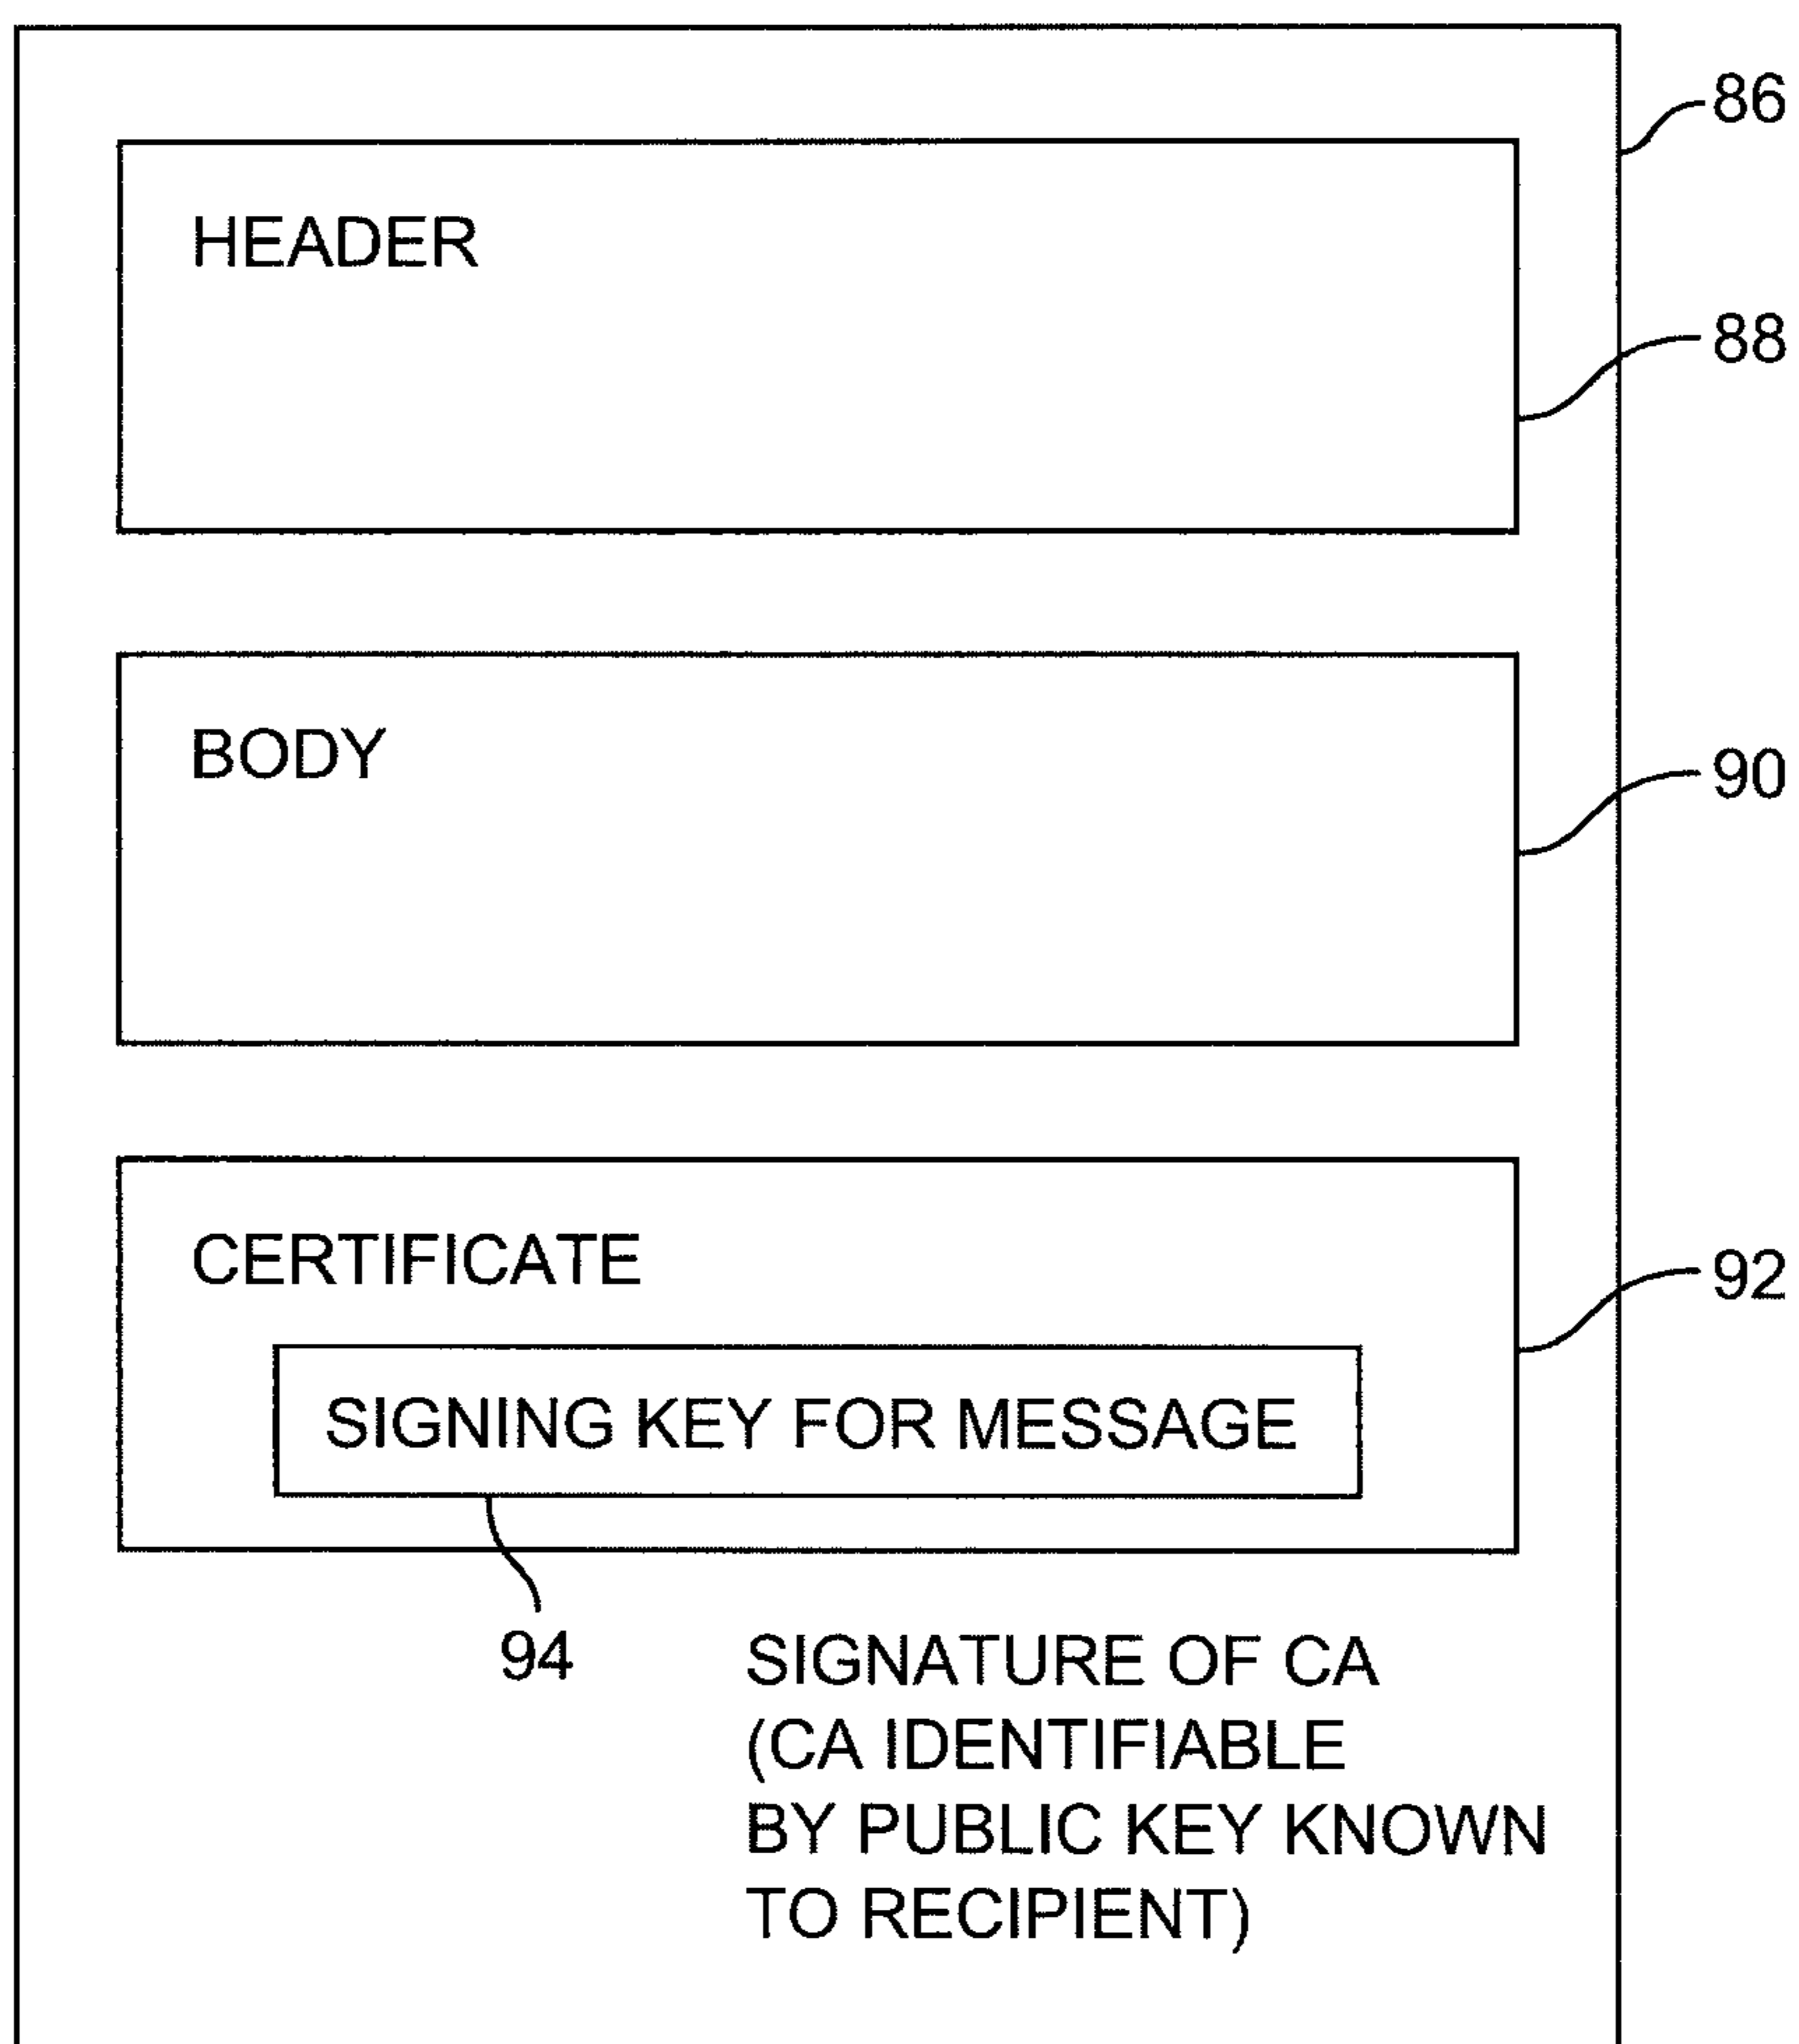 86
HEADER
88
BODY
90
CERTIFICATE
92
SIGNING KEY FOR MESSAGE
94
SIGNATURE OF CA
(CA IDENTIFIABLE
BY PUBLIC KEY KNOWN
TO RECIPIENT)